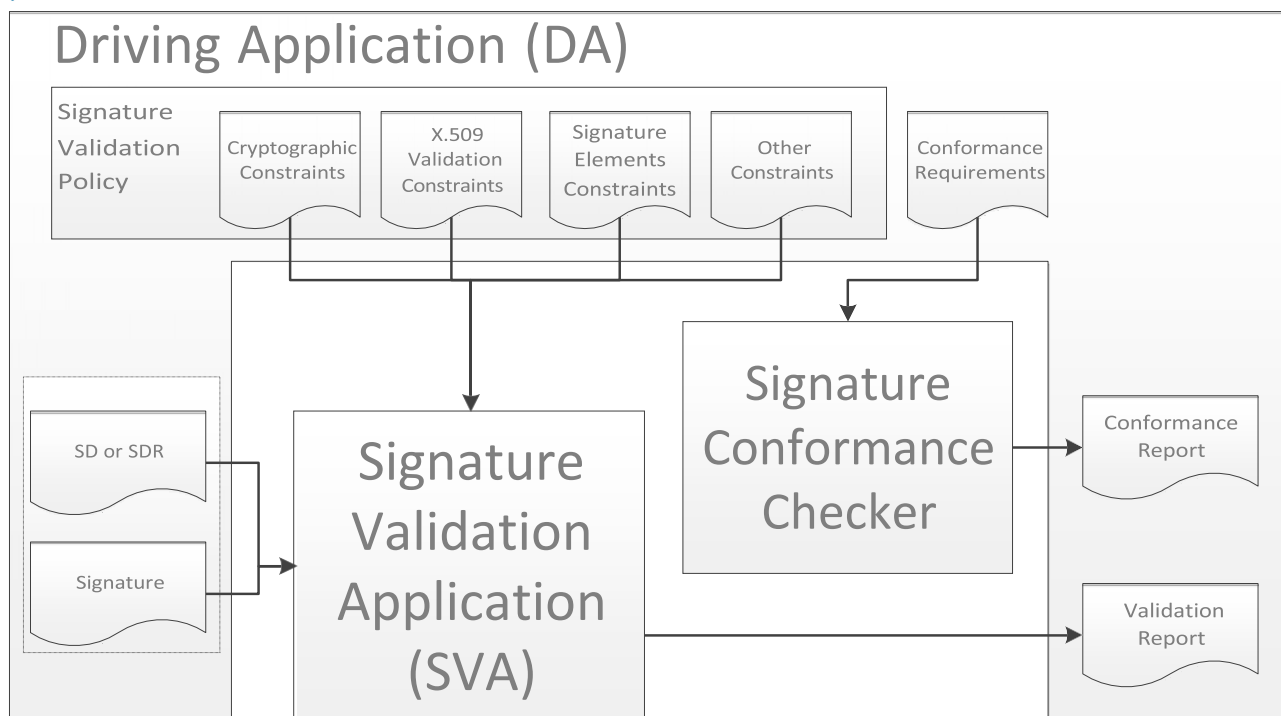 Driving Application (DA)
Signature
Validation
Policy
Cryptographic
Constraints
X.509
Validation
Constraints
Signature
Elements
Constraints
Other
Constraints
Conformance
Requirements
SD or SDR
Signature
Signature
Validation
Application
(SVA)
Signature
Conformance
Checker
Conformance
Report
Validation
Report